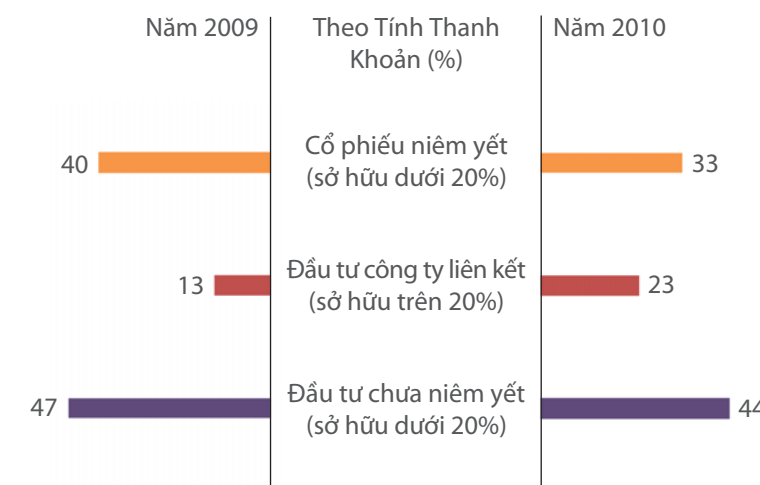 Năm 2009
Theo Tính Thanh
Khoản (%)
Năm 2010
40
Cổ phiếu niêm yết
(sở hữu dưới 20%)
33
13
Đầu tư công ty liên kết
(sở hữu trên 20%)
23
47
Đầu tư chưa niêm yết
(sở hữu dưới 20%)
44